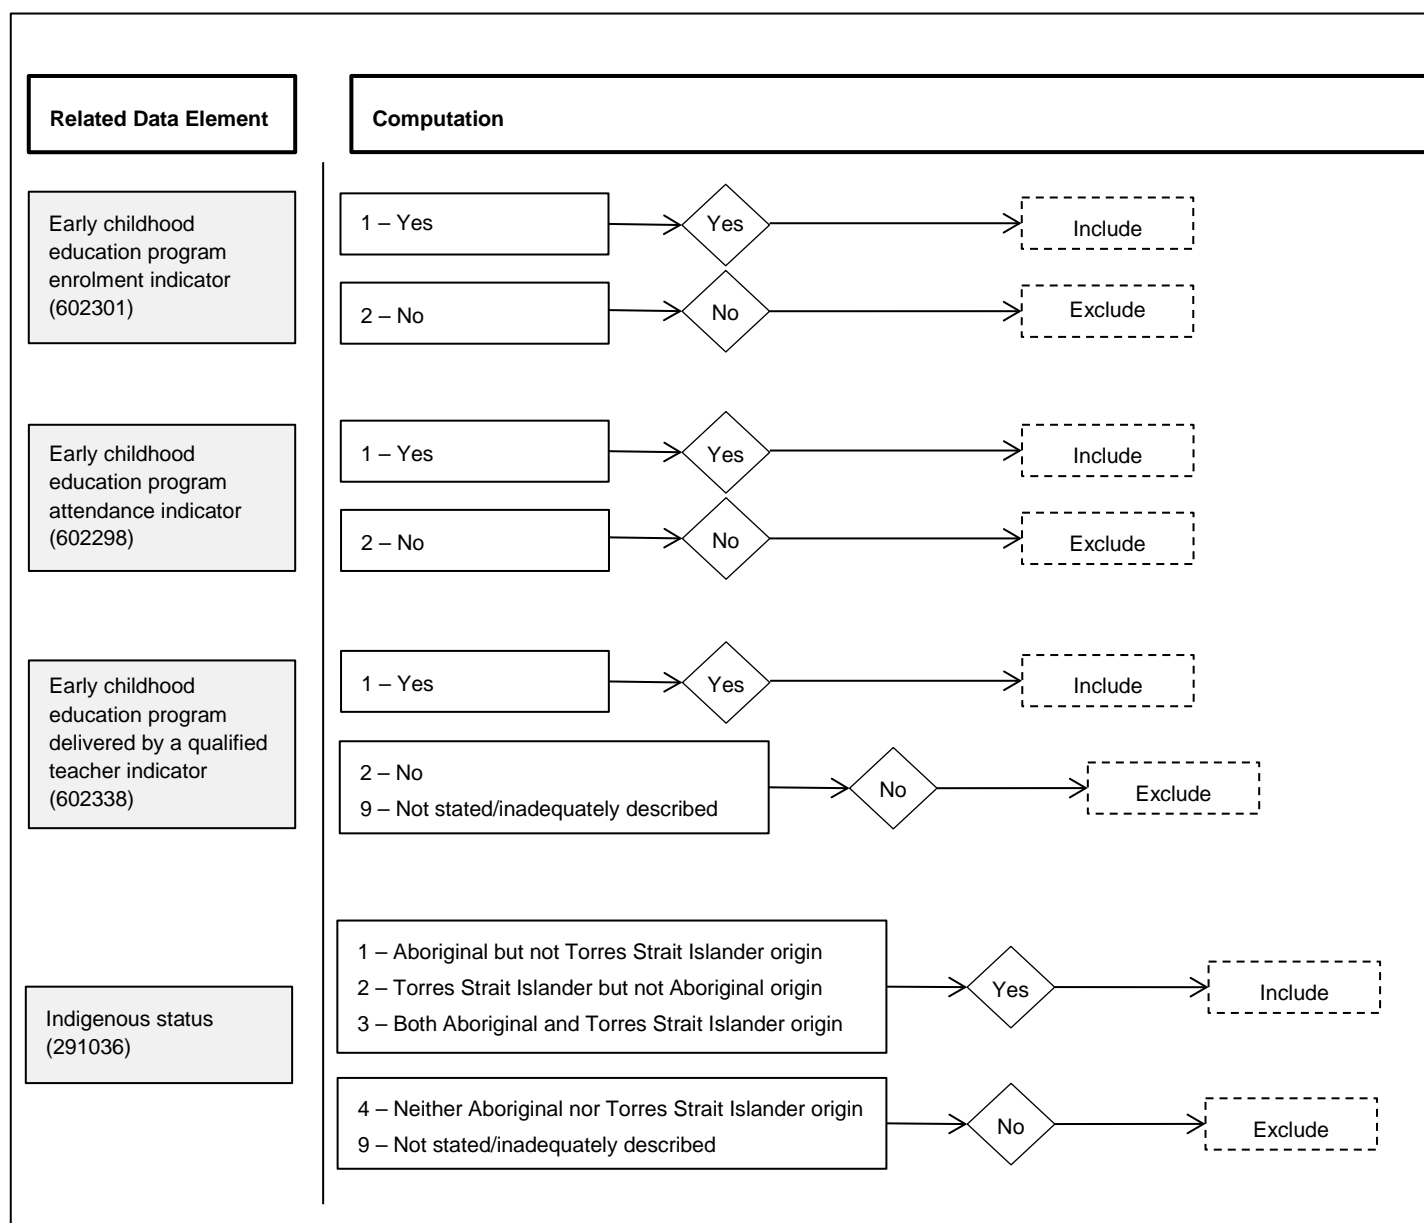 Related Data Element
Computation
Early childhood
education program
enrolment indicator
(602301)
1 – Yes
Yes
Include
2 – No
No
Exclude
Early childhood
education program
attendance indicator
(602298)
1 – Yes
Yes
Include
2 – No
No
Exclude
Early childhood
education program
delivered by a qualified
teacher indicator
(602338)
1 – Yes
Yes
Include
2 – No
9 – Not stated/inadequately described
No
Exclude
Indigenous status
(291036)
1 – Aboriginal but not Torres Strait Islander origin
2 – Torres Strait Islander but not Aboriginal origin
3 – Both Aboriginal and Torres Strait Islander origin
Yes
Include
4 – Neither Aboriginal nor Torres Strait Islander origin
9 – Not stated/inadequately described
No
Exclude